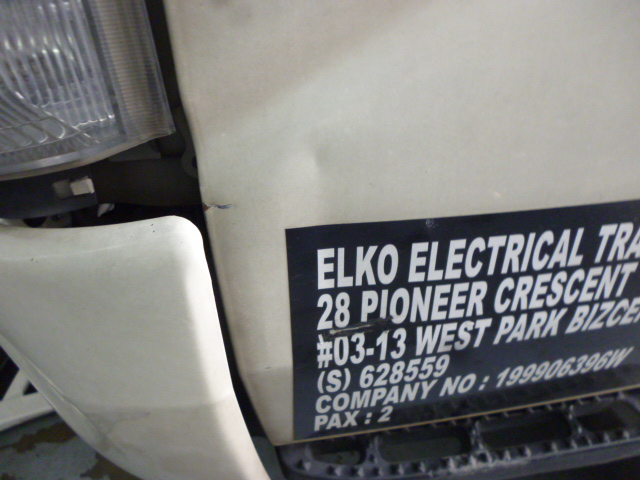 ELKO ELECTRICAL TRA
28 PIONEER CRESCENT
#03-13 WEST PARK BIZCE
(S) 628559
COMPANY NO : 199906396W
PAX : 2